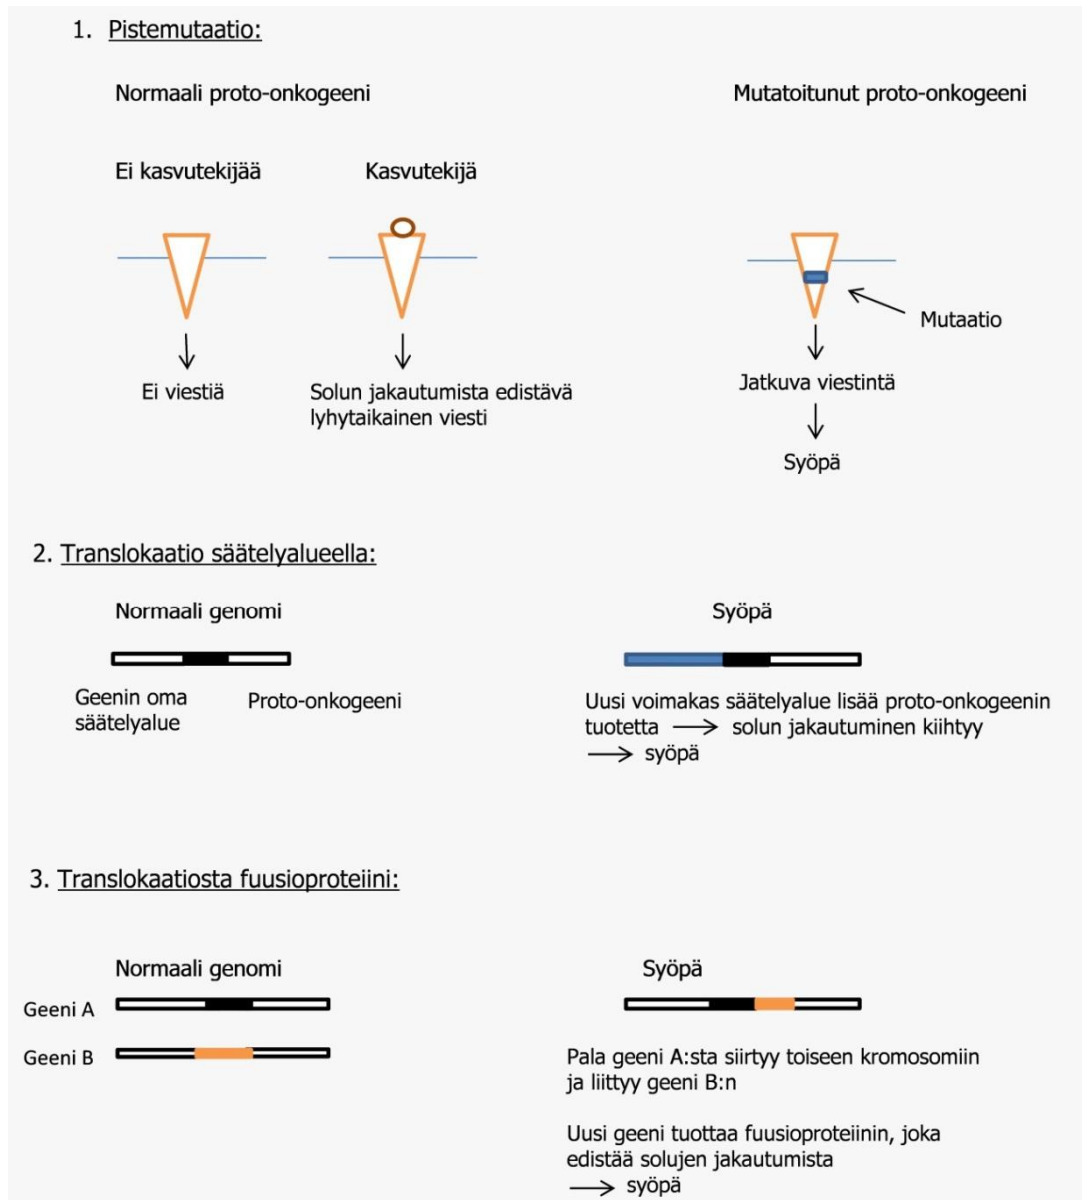 1. Pistemutaatio:
Normaali proto-onkogeeni
Mutatoitunut proto-onkogeeni
Ei kasvutekijää
Kasvutekijä
Mutaatio
Ei viestiä
Solun jakautumista edistävä
lyhytaikainen viesti
Jatkuva viestintä
Syöpä
2. Translokaatio säätelyalueella:
Normaali genomi
Syöpä
Geenin oma
säätelyalue
Proto-onkogeeni
Uusi voimakas säätelyalue lisää proto-onkogeenin
tuotetta → solun jakautuminen kiihtyy
→ syöpä
3. Translokaatiosta fuusioproteiini:
Normaali genomi
Syöpä
Geeni A
Geeni B
Pala geeni A:sta siirtyy toiseen kromosomiin
ja liittyy geeni B:n
Uusi geeni tuottaa fuusioproteiinin, joka
edistää solujen jakautumista
→ syöpä